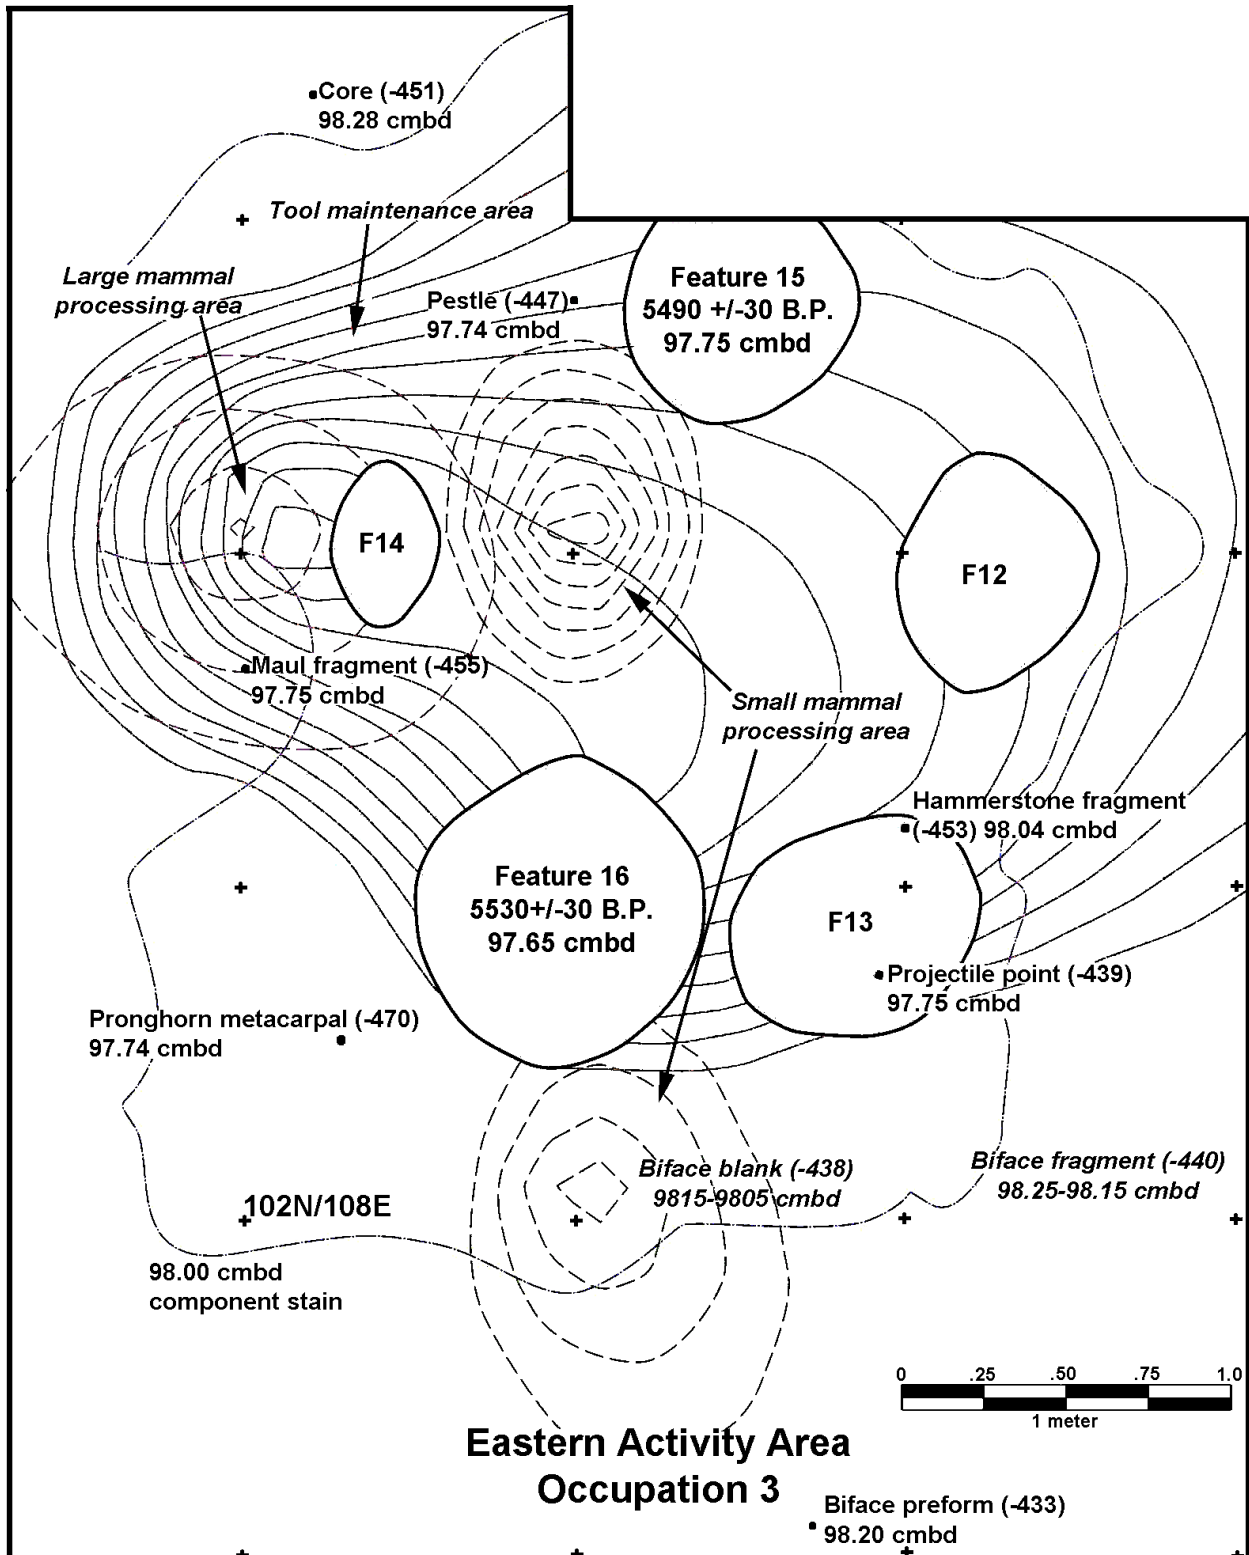 Core (-451)
98.28 cmbd
Tool maintenance area
Large mammal
processing area
Pestle (-447)
97.74 cmbd
Feature 15
5490 +/-30 B.P.
97.75 cmbd
F14
F12
Maul fragment (-455)
97.75 cmbd
Small mammal
processing area
Hammerstone fragment
(-453) 98.04 cmbd
Feature 16
5530+/-30 B.P.
97.65 cmbd
F13
Projectile point (-439)
97.75 cmbd
Pronghorn metacarpal (-470)
97.74 cmbd
Biface blank (-438)
9815-9805 cmbd
Biface fragment (-440)
98.25-98.15 cmbd
102N/108E
98.00 cmbd
component stain
0 .25 .50 .75 1.0
1 meter
Eastern Activity Area
Occupation 3
Biface preform (-433)
98.20 cmbd